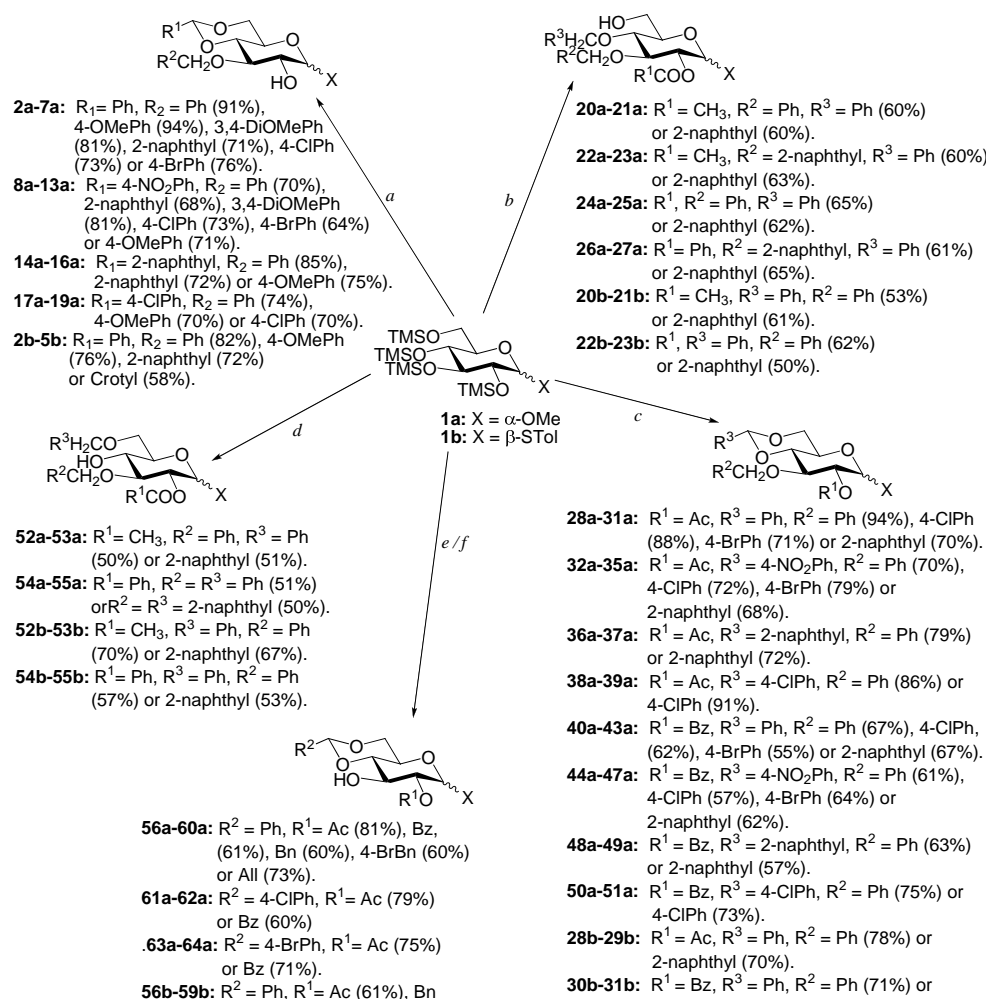 R1
O
O
O
R2CH2O
HO
X
HO
R3H2CO
R2CH2O
O
R1COO
X
2a-7a: R1= Ph, R2 = Ph (91%),
4-OMePh (94%), 3,4-DiOMePh
(81%), 2-naphthyl (71%), 4-ClPh
(73%) or 4-BrPh (76%).
8a-13a: R1= 4-NO2Ph, R2 = Ph (70%),
2-naphthyl (68%), 3,4-DiOMePh
(81%), 4-ClPh (73%), 4-BrPh (64%)
or 4-OMePh (71%).
14a-16a: R1= 2-naphthyl, R2 = Ph (85%),
2-naphthyl (72%) or 4-OMePh (75%).
17a-19a: R1= 4-ClPh, R2 = Ph (74%),
4-OMePh (70%) or 4-ClPh (70%).
2b-5b: R1= Ph, R2 = Ph (82%), 4-OMePh
(76%), 2-naphthyl (72%)
or Crotyl (58%).
a
b
20a-21a: R1 = CH3, R2 = Ph, R3 = Ph (60%)
or 2-naphthyl (60%).
22a-23a: R1 = CH3, R2 = 2-naphthyl, R3 = Ph (60%)
or 2-naphthyl (63%).
24a-25a: R1, R2 = Ph, R3 = Ph (65%)
or 2-naphthyl (62%).
26a-27a: R1= Ph, R2 = 2-naphthyl, R3 = Ph (61%)
or 2-naphthyl (65%).
20b-21b: R1 = CH3, R3 = Ph, R2 = Ph (53%)
or 2-naphthyl (61%).
22b-23b: R1, R3 = Ph, R2 = Ph (62%)
or 2-naphthyl (50%).
TMSO
TMSO
TMSO
TMSO
O
X
1a: X = α-OMe
1b: X = β-STol
d
c
R3H2CO
HO
R2CH2O
O
R1COO
X
52a-53a: R1= CH3, R2 = Ph, R3 = Ph
(50%) or 2-naphthyl (51%).
54a-55a: R1= Ph, R2 = R3 = Ph (51%)
orR2 = R3 = 2-naphthyl (50%).
52b-53b: R1= CH3, R3 = Ph, R2 = Ph
(70%) or 2-naphthyl (67%).
54b-55b: R1 = Ph, R3 = Ph, R2 = Ph
(57%) or 2-naphthyl (53%).
e/f
R2
O
O
O
HO
R1O
X
56a-60a: R2 = Ph, R1= Ac (81%), Bz,
(61%), Bn (60%), 4-BrBn (60%)
or All (73%).
61a-62a: R2 = 4-ClPh, R1= Ac (79%)
or Bz (60%)
.63a-64a: R2 = 4-BrPh, R1= Ac (75%)
or Bz (71%).
56b-59b: R2 = Ph, R1= Ac (61%), Bn
R3
O
O
O
R2CH2O
R1O
X
28a-31a: R1 = Ac, R3 = Ph, R2 = Ph (94%), 4-ClPh
(88%), 4-BrPh (71%) or 2-naphthyl (70%).
32a-35a: R1 = Ac, R3 = 4-NO2Ph, R2 = Ph (70%),
4-ClPh (72%), 4-BrPh (79%) or
2-naphthyl (68%).
36a-37a: R1 = Ac, R3 = 2-naphthyl, R2 = Ph (79%)
or 2-naphthyl (72%).
38a-39a: R1 = Ac, R3 = 4-ClPh, R2 = Ph (86%) or
4-ClPh (91%).
40a-43a: R1 = Bz, R3 = Ph, R2 = Ph (67%), 4-ClPh,
(62%), 4-BrPh (55%) or 2-naphthyl (67%).
44a-47a: R1 = Bz, R3 = 4-NO2Ph, R2 = Ph (61%),
4-ClPh (57%), 4-BrPh (64%) or
2-naphthyl (62%).
48a-49a: R1 = Bz, R3 = 2-naphthyl, R2 = Ph (63%)
or 2-naphthyl (57%).
50a-51a: R1 = Bz, R3 = 4-ClPh, R2 = Ph (75%) or
4-ClPh (73%).
28b-29b: R1 = Ac, R3 = Ph, R2 = Ph (78%) or
2-naphthyl (70%).
30b-31b: R1 = Bz, R3 = Ph, R2 = Ph (71%) or